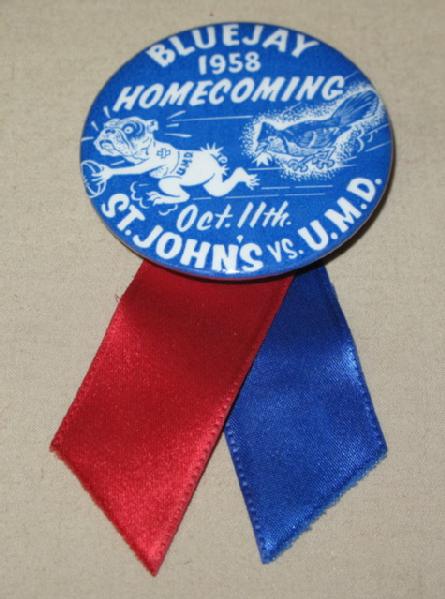 BLUEJAY
1958
HOMECOMING
Oct. 11th.
ST. JOHN'S VS. U.M.D.